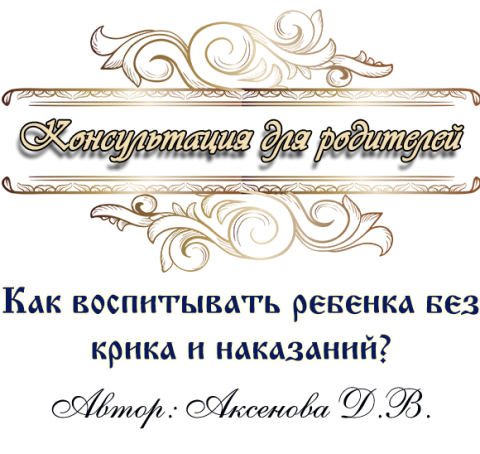 Консультация для родителей
Как воспитывать ребенка без
крика и наказаний?
Автор: Аксенова Д.В.